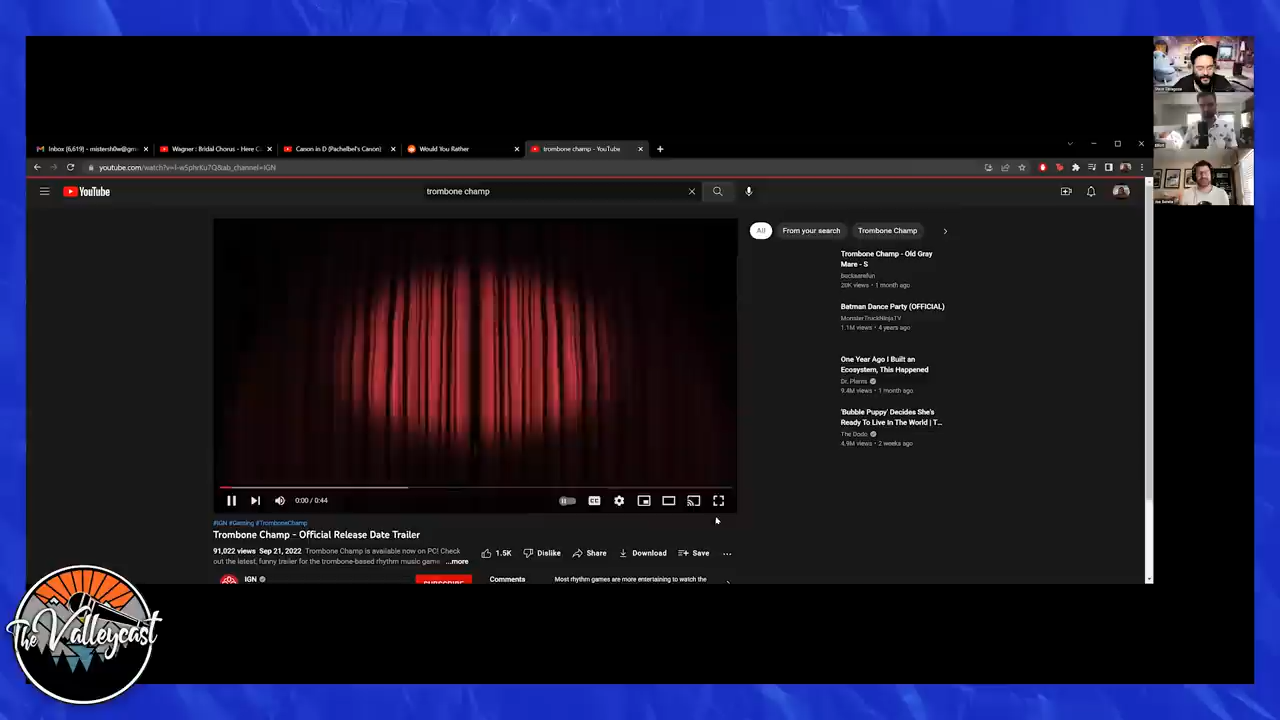 Inbox (6,619) - mistersh0w@gm
Wagner : Bridal Chorus - Here C
Canon in D (Pachelbel's Canon)
Would You Rather
trombone champ - YouTube
YouTube
trombone champ
All
From your search
Trombone Champ
Trombone Champ - Old Gray
Mare - S
28K views • 1 month ago
Batman Dance Party (OFFICIAL)
MonsterTruckNinjaTV
1.1M views • 4 years ago
One Year Ago I Built an
Ecosystem, This Happened
Dr. Plants
9.4M views • 1 month ago
'Bubble Puppy' Decides She's
Ready To Live In The World | T...
The Dodo
4.9M views • 2 weeks ago
0:00 / 0:44
CC
#IGN #Gaming #TromboneChamp
Trombone Champ - Official Release Date Trailer
91,022 views Sep 21, 2022 Trombone Champ is available now on PC! Check
out the latest, funny trailer for the trombone-based rhythm music game ...more
1.5K
Dislike
Share
Download
Save
IGN
SUBSCRIBE
Comments
Most rhythm games are more entertaining to watch the
The Valleycast